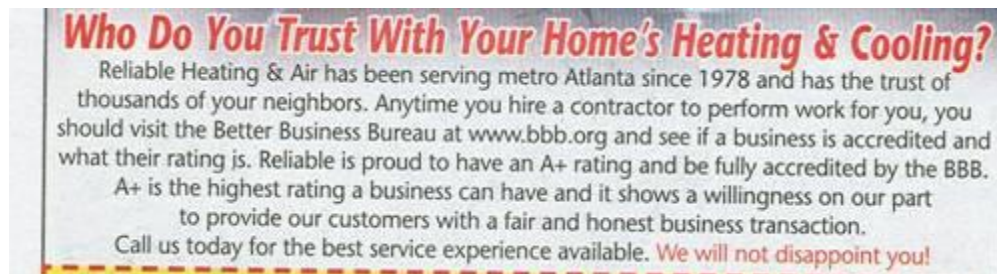 Who Do You Trust With Your Home's Heating & Cooling?
Reliable Heating & Air has been serving metro Atlanta since 1978 and has the trust of
thousands of your neighbors. Anytime you hire a contractor to perform work for you, you
should visit the Better Business Bureau at www.bbb.org and see if a business is accredited and
what their rating is. Reliable is proud to have an A+ rating and be fully accredited by the BBB.
A+ is the highest rating a business can have and it shows a willingness on our part
to provide our customers with a fair and honest business transaction.
Call us today for the best service experience available. We will not disappoint you!